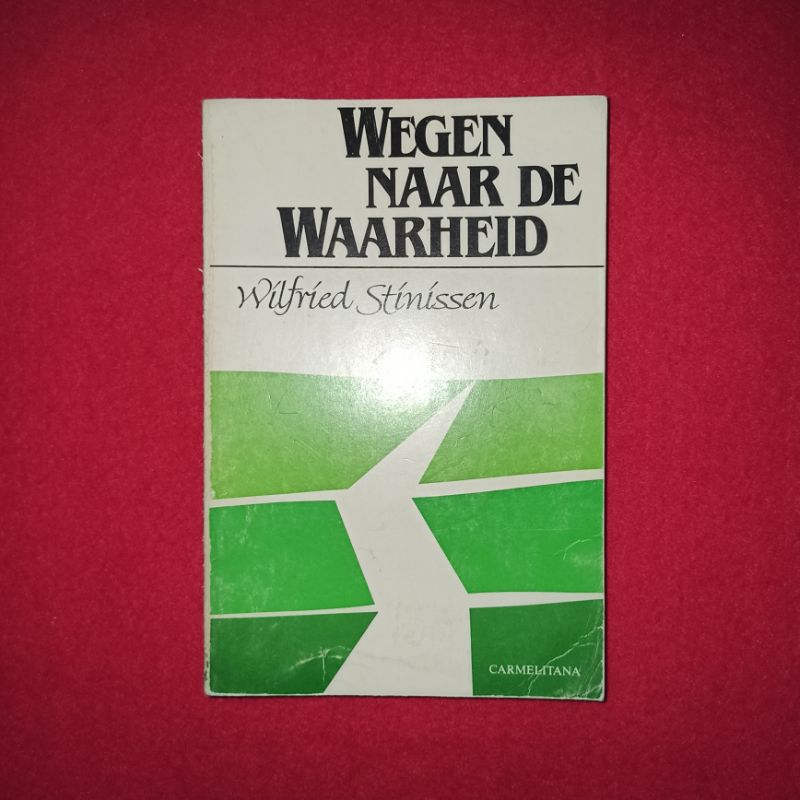 WEGEN
NAAR DE
WAARHEID
Wilfried Stinissen
CARMELITANA